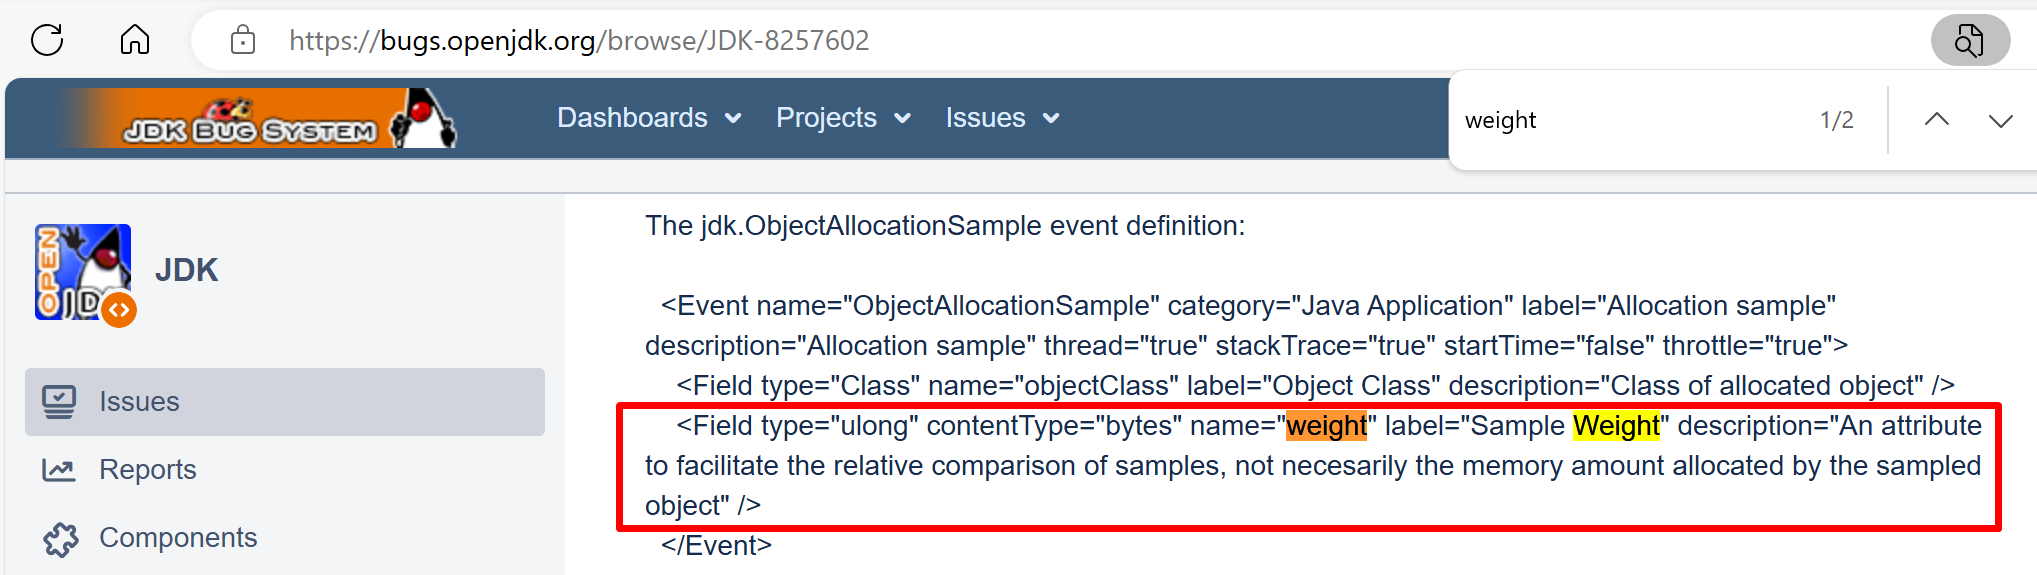 https://bugs.openjdk.org/browse/JDK-8257602
JDK BUG SYSTEM
Dashboards Projects Issues
weight 1/2
OPEN
JD
JDK
Issues
Reports
Components
The jdk.ObjectAllocationSample event definition:
<Event name="ObjectAllocationSample" category="Java Application" label="Allocation sample"
description="Allocation sample" thread="true" stackTrace="true" startTime="false" throttle="true">
<Field type="Class" name="objectClass" label="Object Class" description="Class of allocated object" />
<Field type="ulong" contentType="bytes" name="weight" label="Sample Weight" description="An attribute
to facilitate the relative comparison of samples, not necesarily the memory amount allocated by the sampled
object" />
</Event>